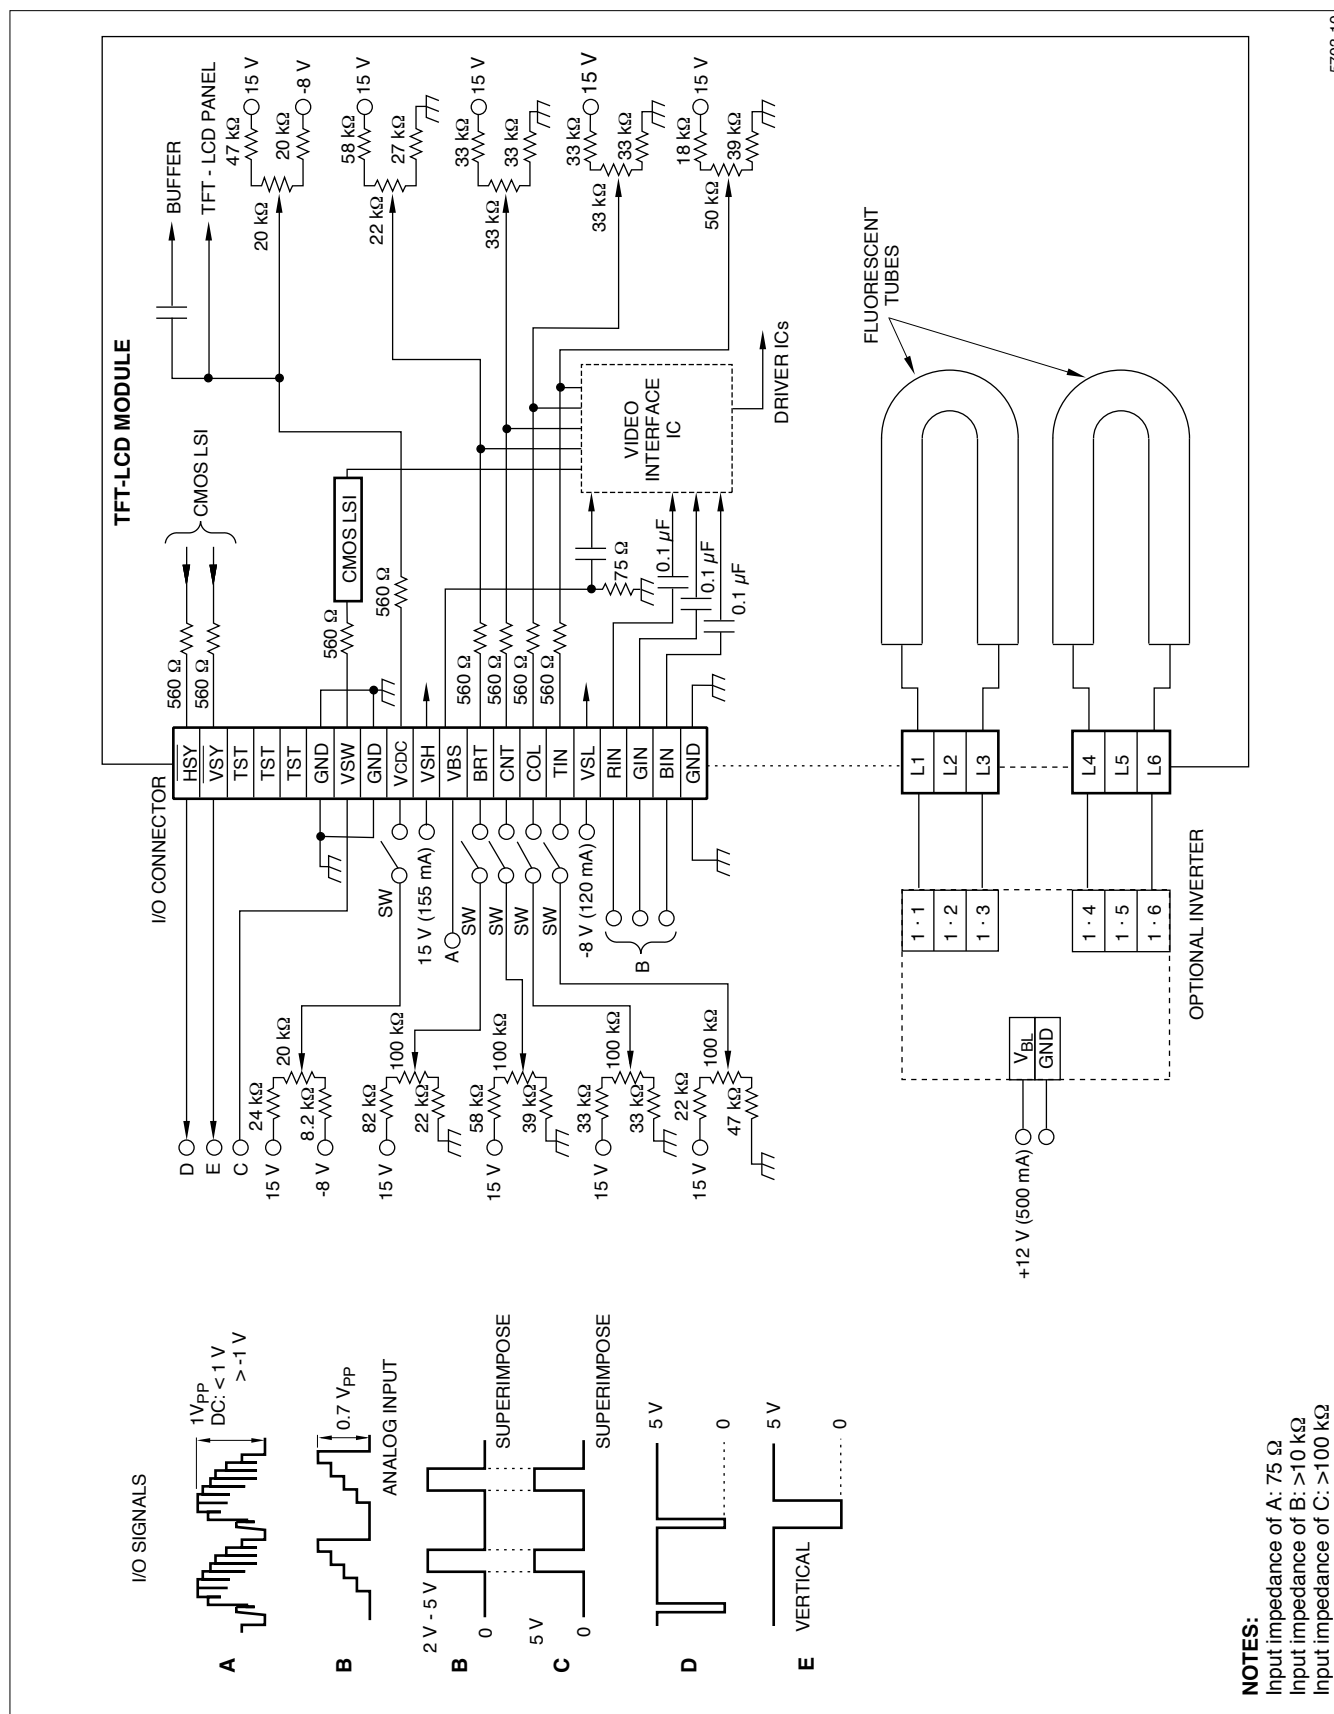 TFT-LCD MODULE
BUFFER
TFT - LCD PANEL
CMOS LSI
47 kΩ
15 V
20 kΩ
20 kΩ
-8 V
58 kΩ
15 V
22 kΩ
27 kΩ
33 kΩ
15 V
33 kΩ
33 kΩ
33 kΩ
15 V
33 kΩ
33 kΩ
18 kΩ
15 V
50 kΩ
39 kΩ
560 Ω
560 Ω
560 Ω
CMOS LSI
560 Ω
VIDEO
INTERFACE
IC
DRIVER ICs
75 Ω
0.1 µF
0.1 µF
0.1 µF
560 Ω
560 Ω
560 Ω
560 Ω
FLUORESCENT
TUBES
I/O CONNECTOR
HSY
VSY
TST
TST
TST
GND
VSW
GND
VCDC
VSH
VBS
BRT
CNT
COL
TIN
VSL
RIN
GIN
BIN
GND
L1
L2
L3
L4
L5
L6
SW
15 V (155 mA)
A
SW
SW
SW
SW
-8 V (120 mA)
B
1 · 1
1 · 2
1 · 3
1 · 4
1 · 5
1 · 6
OPTIONAL INVERTER
VBL
GND
+12 V (500 mA)
D
E
C
15 V
24 kΩ
20 kΩ
-8 V
8.2 kΩ
15 V
82 kΩ
100 kΩ
22 kΩ
15 V
58 kΩ
100 kΩ
39 kΩ
15 V
33 kΩ
100 kΩ
33 kΩ
15 V
22 kΩ
100 kΩ
47 kΩ
I/O SIGNALS
A
1VPP
DC: < 1 V
> -1 V
B
0.7 VPP
ANALOG INPUT
B
2 V - 5 V
0
SUPERIMPOSE
C
5 V
0
SUPERIMPOSE
D
5 V
0
E
VERTICAL
5 V
0
NOTES:
Input impedance of A: 75 Ω
Input impedance of B: >10 kΩ
Input impedance of C: >100 kΩ